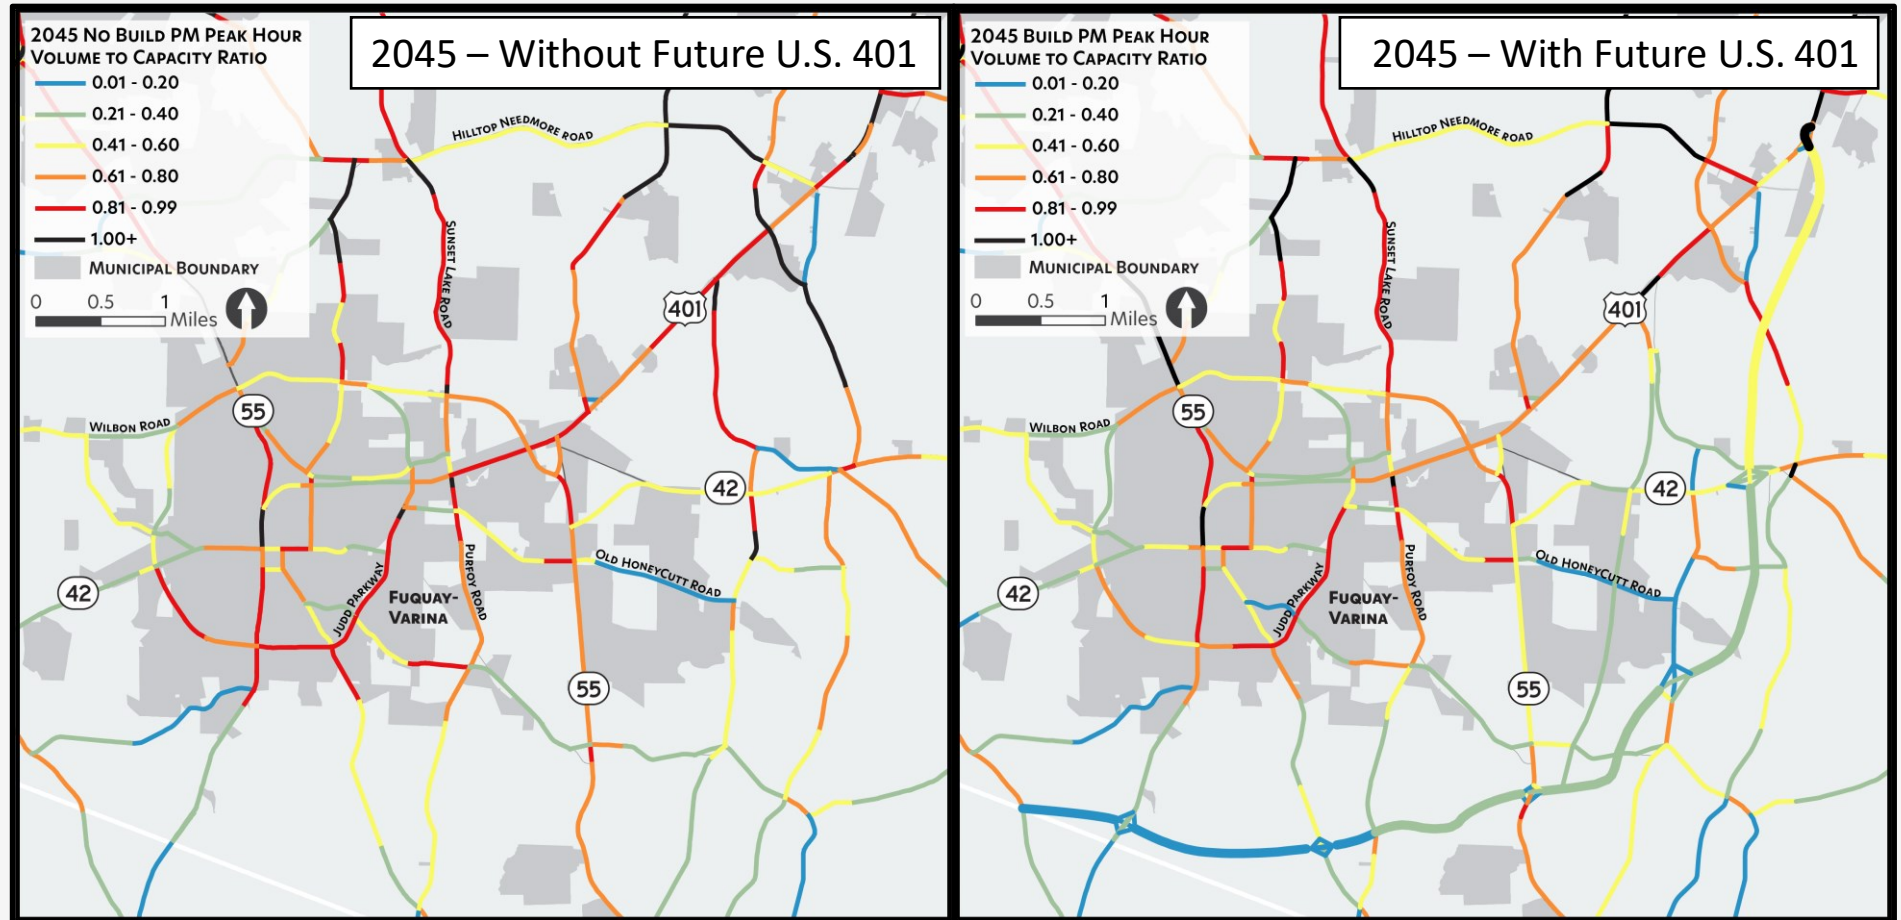 2045 No Build PM Peak Hour
Volume to Capacity Ratio
0.01 - 0.20
0.21 - 0.40
0.41 - 0.60
0.61 - 0.80
0.81 - 0.99
1.00+
Municipal Boundary
0 0.5 1
Miles
2045 – Without Future U.S. 401
Hilltop Needmore Road
Sunset Lake Road
401
55
Wilbon Road
42
Old Honeycutt Road
Purfoy Road
Judd Parkway
Fuquay-
Varina
42
55
2045 Build PM Peak Hour
Volume to Capacity Ratio
0.01 - 0.20
0.21 - 0.40
0.41 - 0.60
0.61 - 0.80
0.81 - 0.99
1.00+
Municipal Boundary
0 0.5 1
Miles
2045 – With Future U.S. 401
Hilltop Needmore Road
Sunset Lake Road
401
55
Wilbon Road
42
Old Honeycutt Road
Purfoy Road
Judd Parkway
Fuquay-
Varina
42
55